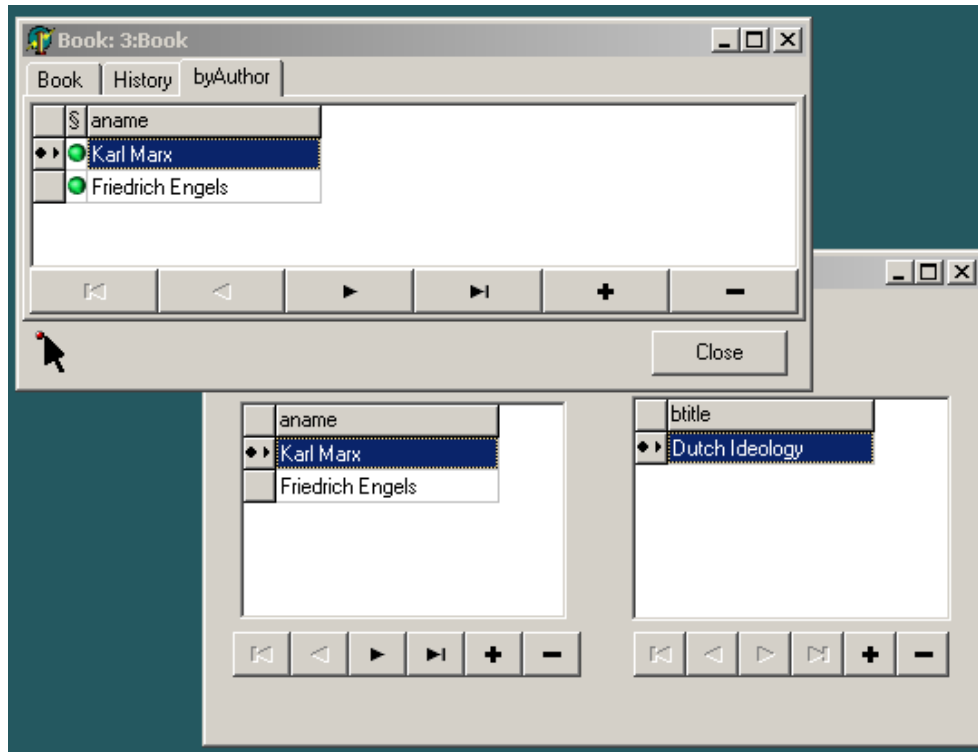 Book: 3:Book
Book History byAuthor
§ aname
Karl Marx
Friedrich Engels
Close
aname
Karl Marx
Friedrich Engels
btitle
Dutch Ideology